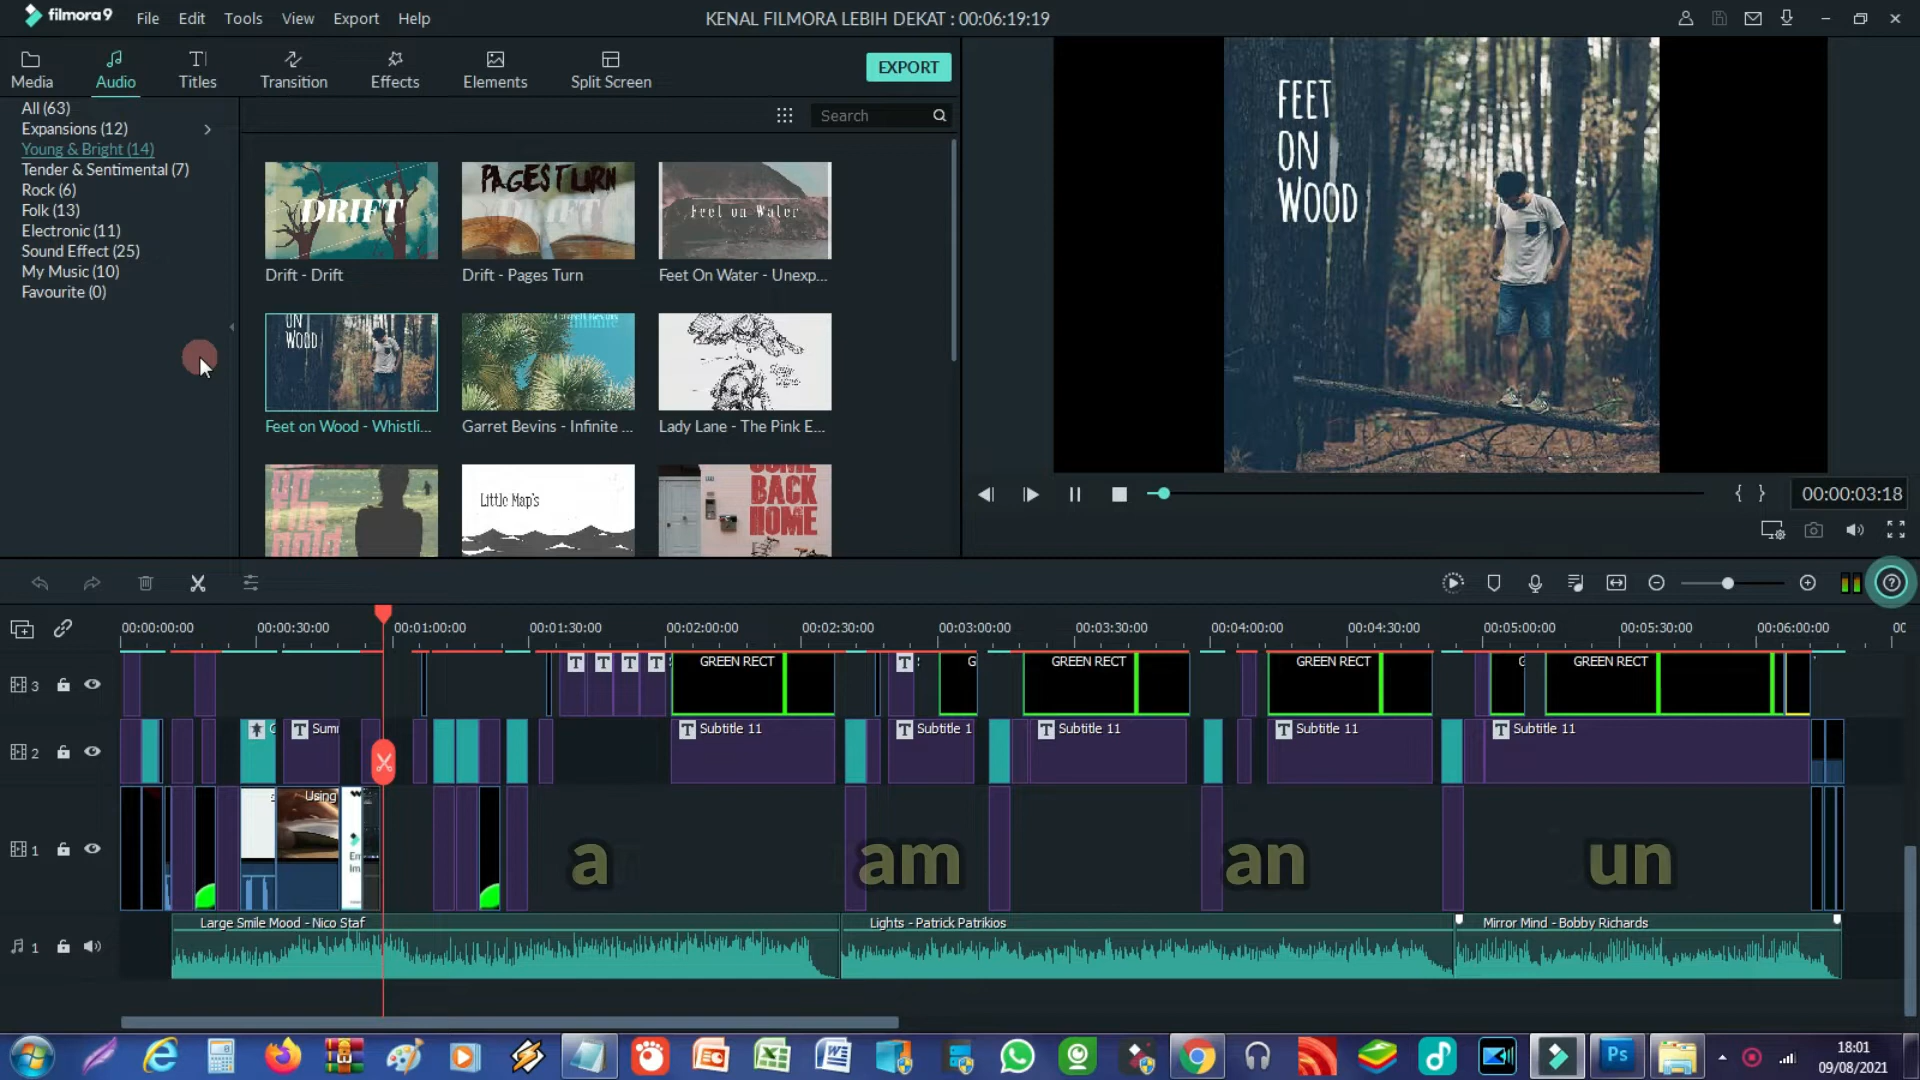 filmora9
File
Edit
Tools
View
Export
Help
KENAL FILMORA LEBIH DEKAT : 00:06:19:19
Media
Audio
Titles
Transition
Effects
Elements
Split Screen
EXPORT
All (63)
Expansions (12)
Young & Bright (14)
Tender & Sentimental (7)
Rock (6)
Folk (13)
Electronic (11)
Sound Effect (25)
My Music (10)
Favourite (0)
Search
DRIFT
Drift - Drift
PAGES TURN
DRIFT
Drift - Pages Turn
Feet on Water
Feet On Water - Unexp...
ON
WOOD
Feet on Wood - Whistli...
Garret Bevins - Infinite ...
Lady Lane - The Pink E...
Little Map's
COME
BACK
HOME
FEET
ON
WOOD
{ }
00:00:03:18
00:00:00:00
00:00:30:00
00:01:00:00
00:01:30:00
00:02:00:00
00:02:30:00
00:03:00:00
00:03:30:00
00:04:00:00
00:04:30:00
00:05:00:00
00:05:30:00
00:06:00:00
00
3
T
T
T
T
GREEN RECT
T
G
GREEN RECT
GREEN RECT
GREEN RECT
2
T Sum
T Subtitle 11
T Subtitle 1
T Subtitle 11
T Subtitle 11
T Subtitle 11
1
Using
a
am
an
un
1
Large Smile Mood - Nico Staf
Lights - Patrick Patrikios
Mirror Mind - Bobby Richards
Ps
18:01
09/08/2021